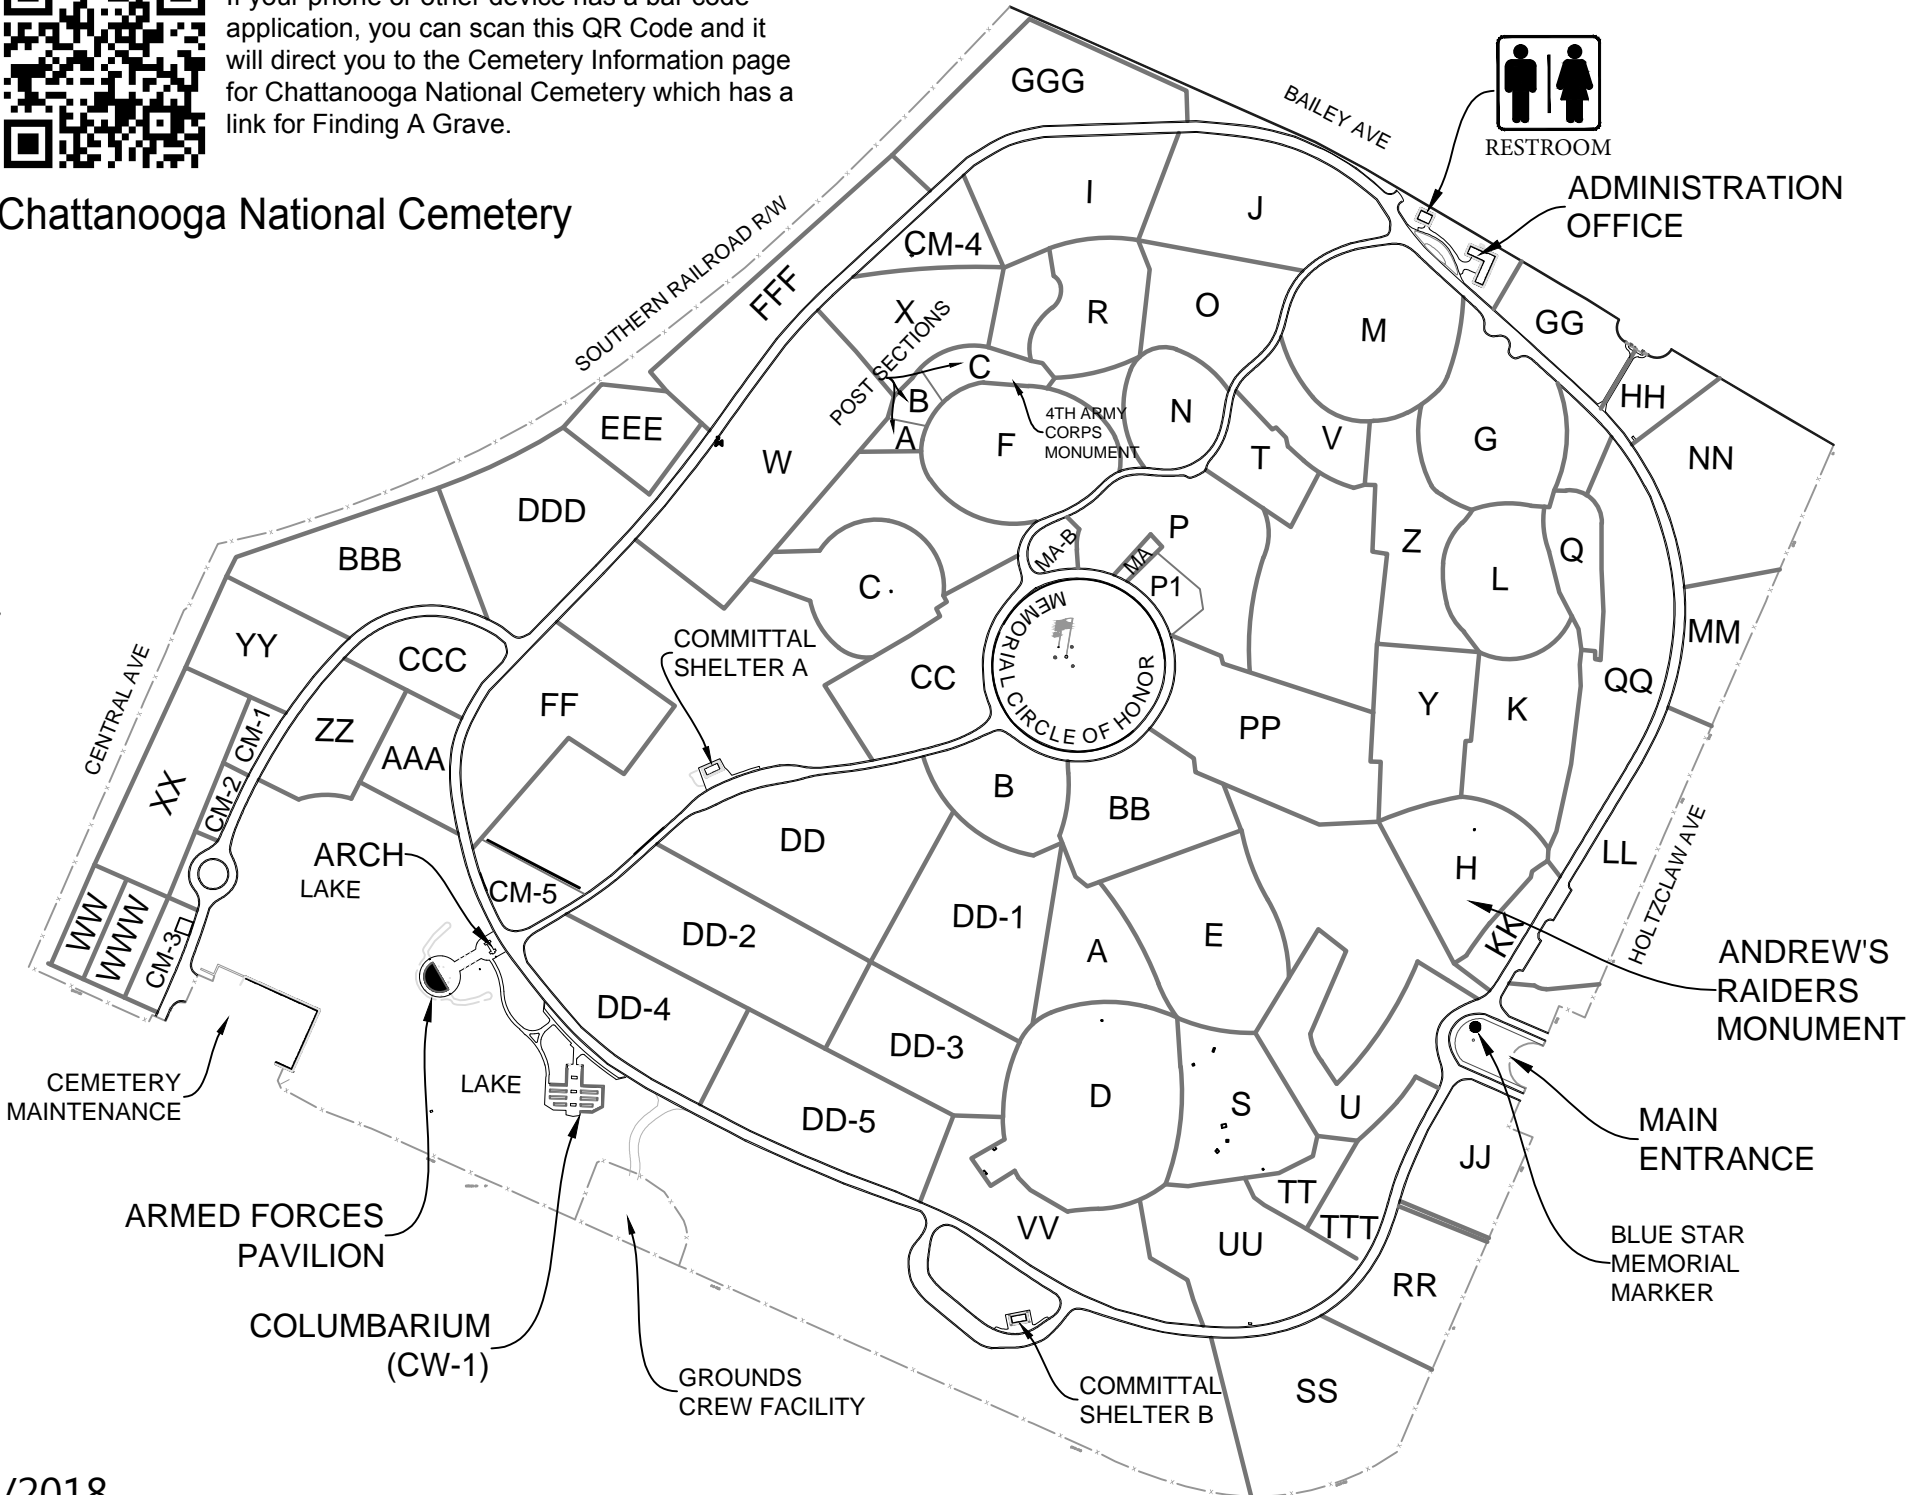 If your phone or other device has a bar code
application, you can scan this QR Code and it
will direct you to the Cemetery Information page
for Chattanooga National Cemetery which has a
link for Finding A Grave.
Chattanooga National Cemetery
RESTROOM
ADMINISTRATION
OFFICE
BAILEY AVE
SOUTHERN RAILROAD R/W
CENTRAL AVE
HOLTZCLAW AVE
GGG
I
J
CM-4
FFF
X
POST SECTIONS
R
O
M
GG
HH
NN
C
B
A
4TH ARMY
CORPS
MONUMENT
F
N
T
V
G
EEE
W
DDD
BBB
MA-B
P
MA
P1
Z
L
Q
C
YY
CCC
COMMITTAL
SHELTER A
CC
MEMORIAL CIRCLE OF HONOR
MM
QQ
FF
ZZ
AAA
CM-1
CM-2
XX
PP
Y
K
B
BB
DD
H
LL
ARCH
LAKE
CM-5
WW
WWW
CM-3
DD-2
DD-1
A
E
KK
ANDREW'S
RAIDERS
MONUMENT
DD-4
DD-3
DD-5
D
S
U
LAKE
CEMETERY
MAINTENANCE
MAIN
ENTRANCE
JJ
TT
TTT
VV
UU
RR
BLUE STAR
MEMORIAL
MARKER
ARMED FORCES
PAVILION
COLUMBARIUM
(CW-1)
GROUNDS
CREW FACILITY
COMMITTAL
SHELTER B
SS
/2018